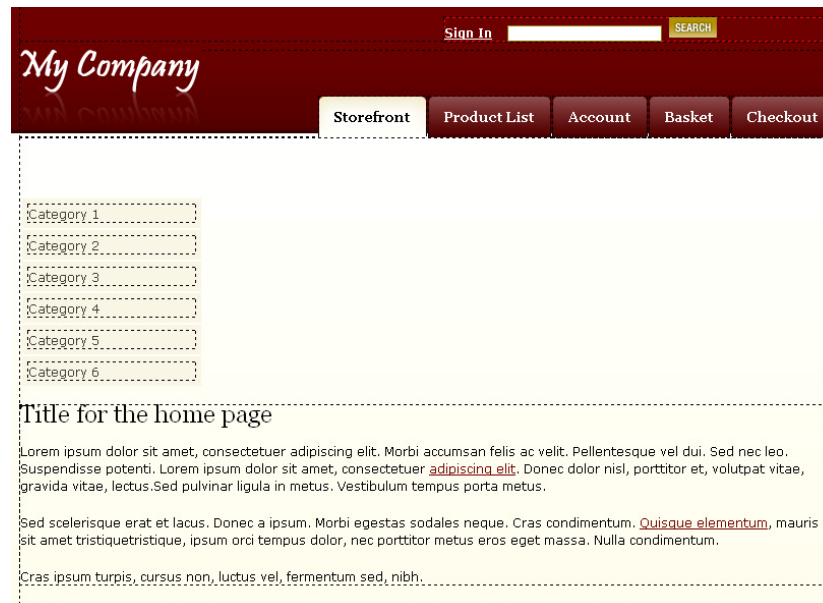 Sign In SEARCH
My Company
Storefront Product List Account Basket Checkout
Category 1
Category 2
Category 3
Category 4
Category 5
Category 6
Title for the home page
Lorem ipsum dolor sit amet, consectetuer adipiscing elit. Morbi accumsan felis ac velit. Pellentesque vel dui. Sed nec leo.
Suspendisse potenti. Lorem ipsum dolor sit amet, consectetuer adipiscing elit. Donec dolor nisl, porttitor et, volutpat vitae,
gravida vitae, lectus.Sed pulvinar ligula in metus. Vestibulum tempus porta metus.
Sed scelerisque erat et lacus. Donec a ipsum. Morbi egestas sodales neque. Cras condimentum. Quisque elementum, mauris
sit amet tristiquetristique, ipsum orci tempus dolor, nec porttitor metus eros eget massa. Nulla condimentum.
Cras ipsum turpis, cursus non, luctus vel, fermentum sed, nibh.